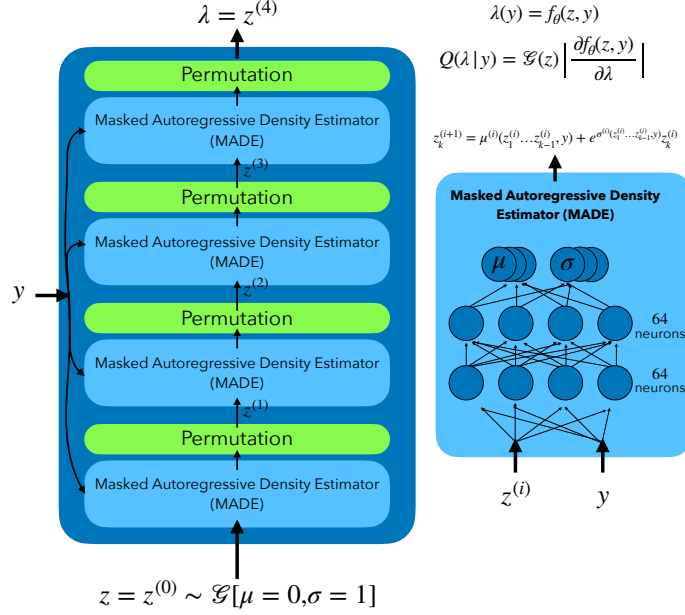 λ = z^(4)
Permutation
Masked Autoregressive Density Estimator
(MADE)
z^(3)
Permutation
Masked Autoregressive Density Estimator
(MADE)
z^(2)
Permutation
Masked Autoregressive Density Estimator
(MADE)
z^(1)
Permutation
Masked Autoregressive Density Estimator
(MADE)
y
z = z^(0) ~ 𝒢[μ = 0,σ = 1]
λ(y) = f_θ(z, y)
Q(λ | y) = 𝒢(z) | ∂f_θ(z, y) / ∂λ |
z_k^(i+1) = μ^(i)(z_1^(i)…z_{k−1}^(i), y) + e^{σ^(i)(z_1^(i)…z_{k−1}^(i), y)} z_k^(i)
Masked Autoregressive Density
Estimator (MADE)
μ σ
64
neurons
64
neurons
z^(i) y